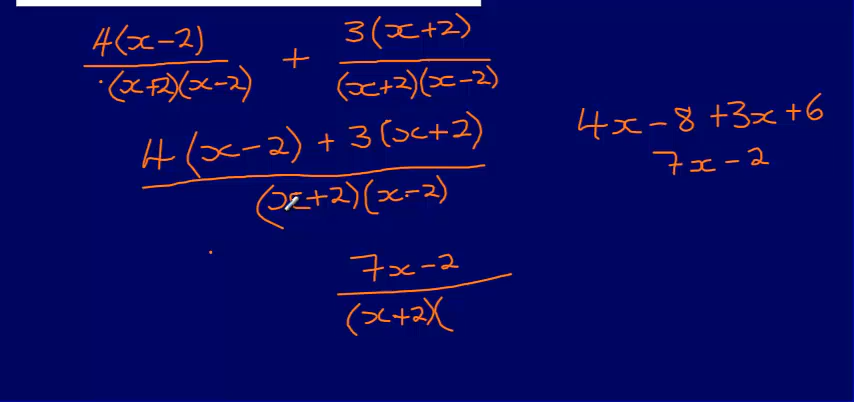 4(x-2) / (x+2)(x-2) + 3(x+2) / (x+2)(x-2)
4(x-2) + 3(x+2) / (x+2)(x-2)
4x - 8 + 3x + 6
7x - 2
7x - 2 / (x+2)(